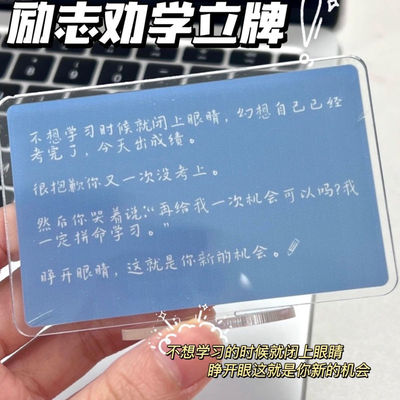 励志劝学立牌
不想学习时候就闭上眼睛，幻想自己已经
考完了，今天出成绩。
很抱歉你又一次没考上。
然后你哭着说：“再给我一次机会可以吗？我
一定拼命学习。”
睁开眼睛，这就是你新的机会。
不想学习的时候就闭上眼睛
睁开眼这就是你新的机会